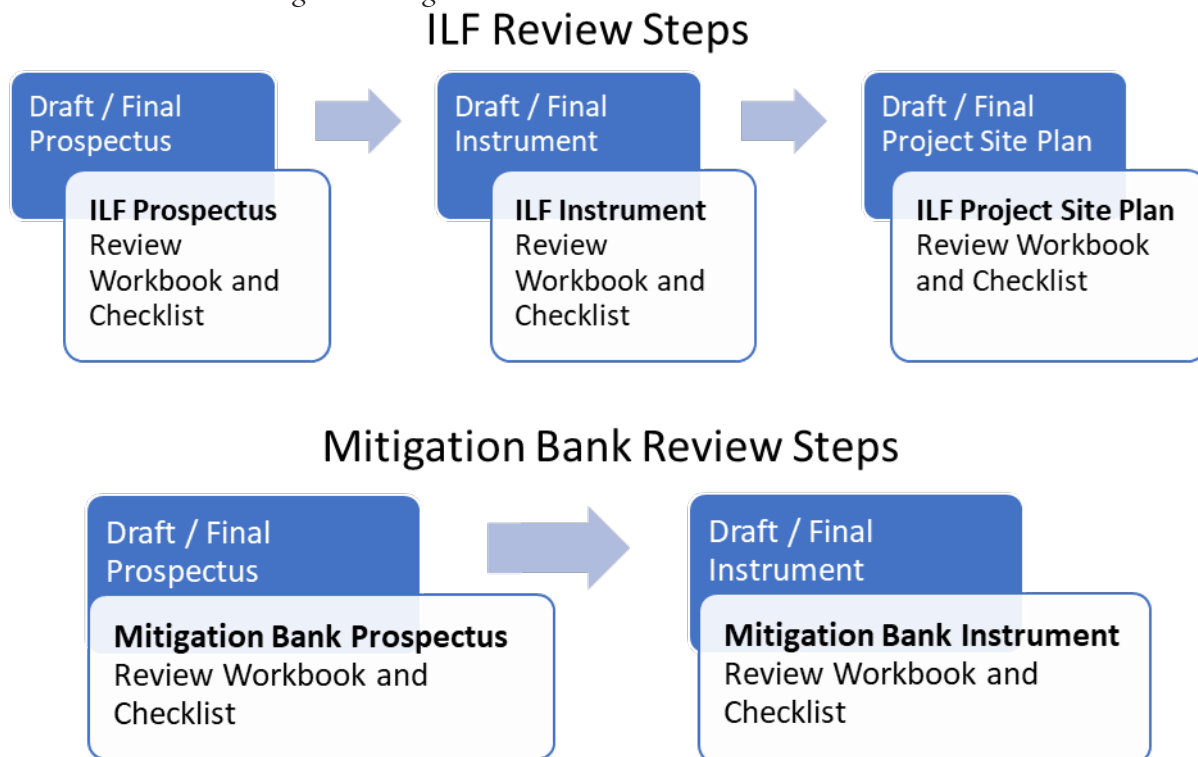 ILF Review Steps
Draft / Final
Prospectus
ILF Prospectus
Review
Workbook and
Checklist
Draft / Final
Instrument
ILF Instrument
Review
Workbook and
Checklist
Draft / Final
Project Site Plan
ILF Project Site Plan
Review Workbook
and Checklist
Mitigation Bank Review Steps
Draft / Final
Prospectus
Mitigation Bank Prospectus
Review Workbook and
Checklist
Draft / Final
Instrument
Mitigation Bank Instrument
Review Workbook and
Checklist